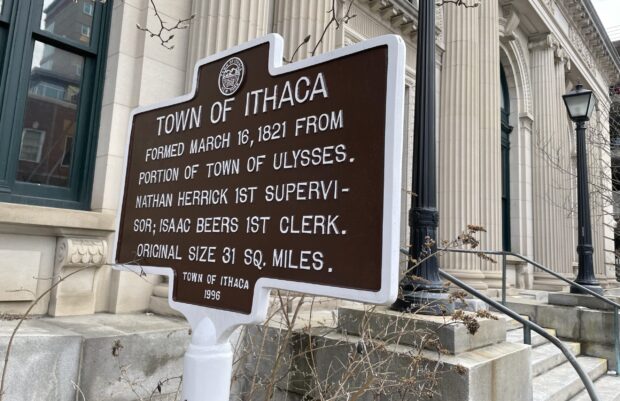 TOWN OF ITHACA
FORMED MARCH 16, 1821 FROM
PORTION OF TOWN OF ULYSSES.
NATHAN HERRICK 1ST SUPERVI-
SOR; ISAAC BEERS 1ST CLERK.
ORIGINAL SIZE 31 SQ. MILES.
TOWN OF ITHACA
1996